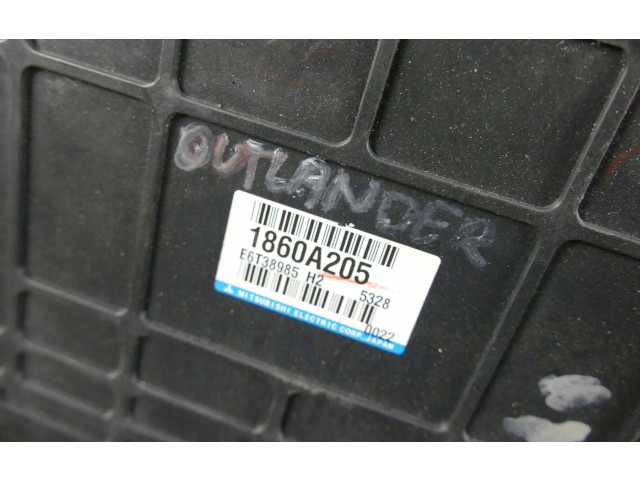 OUTLANDER
1860A205
E6T38985 H2 5328
0022
MITSUBISHI ELECTRIC CORP. JAPAN